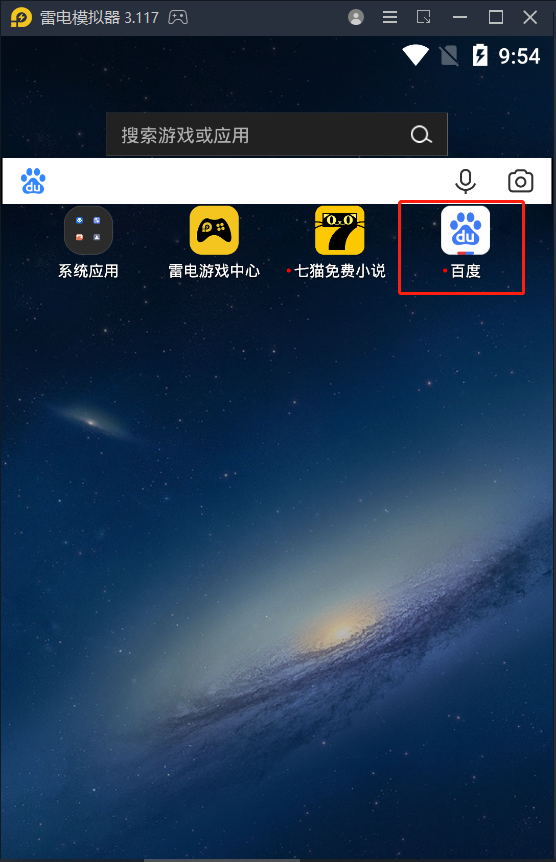 雷电模拟器 3.117
9:54
搜索游戏或应用
du
系统应用
雷电游戏中心
七猫免费小说
du
百度